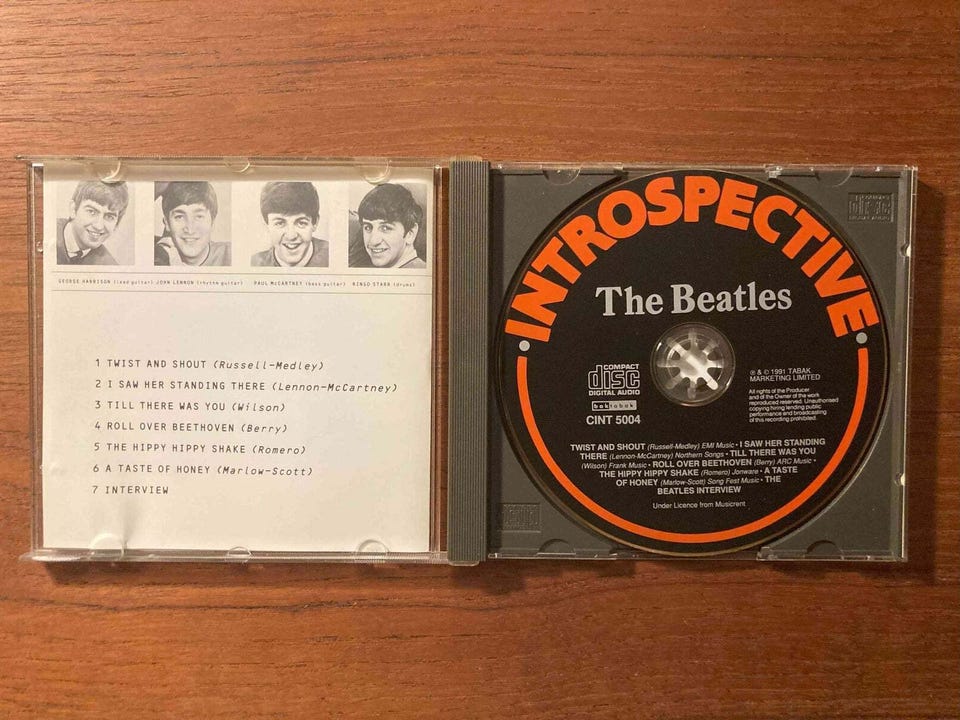 GEORGE HARRISON (lead guitar) JOHN LENNON (rhythm guitar) PAUL McCARTNEY (bass guitar) RINGO STARR (drums)
1 TWIST AND SHOUT (Russell-Medley)
2 I SAW HER STANDING THERE (Lennon-McCartney)
3 TILL THERE WAS YOU (Wilson)
4 ROLL OVER BEETHOVEN (Berry)
5 THE HIPPY HIPPY SHAKE (Romero)
6 A TASTE OF HONEY (Marlow-Scott)
7 INTERVIEW
INTROSPECTIVE
The Beatles
COMPACT
disc
DIGITAL AUDIO
baktabak
CINT 5004
℗ & © 1991 TABAK
MARKETING LIMITED
All rights of the Producer
and of the Owner of the work
reproduced reserved. Unauthorised
copying hiring lending public
performance and broadcasting
of this recording prohibited.
TWIST AND SHOUT (Russell-Medley) EMI Music • I SAW HER STANDING
THERE (Lennon-McCartney) Northern Songs • TILL THERE WAS YOU
(Wilson) Frank Music • ROLL OVER BEETHOVEN (Berry) ARC Music •
THE HIPPY HIPPY SHAKE (Romero) Jonware • A TASTE
OF HONEY (Marlow-Scott) Song Fest Music • THE
BEATLES INTERVIEW
Under Licence from Musicrent
COMPACT
disc
DIGITAL AUDIO